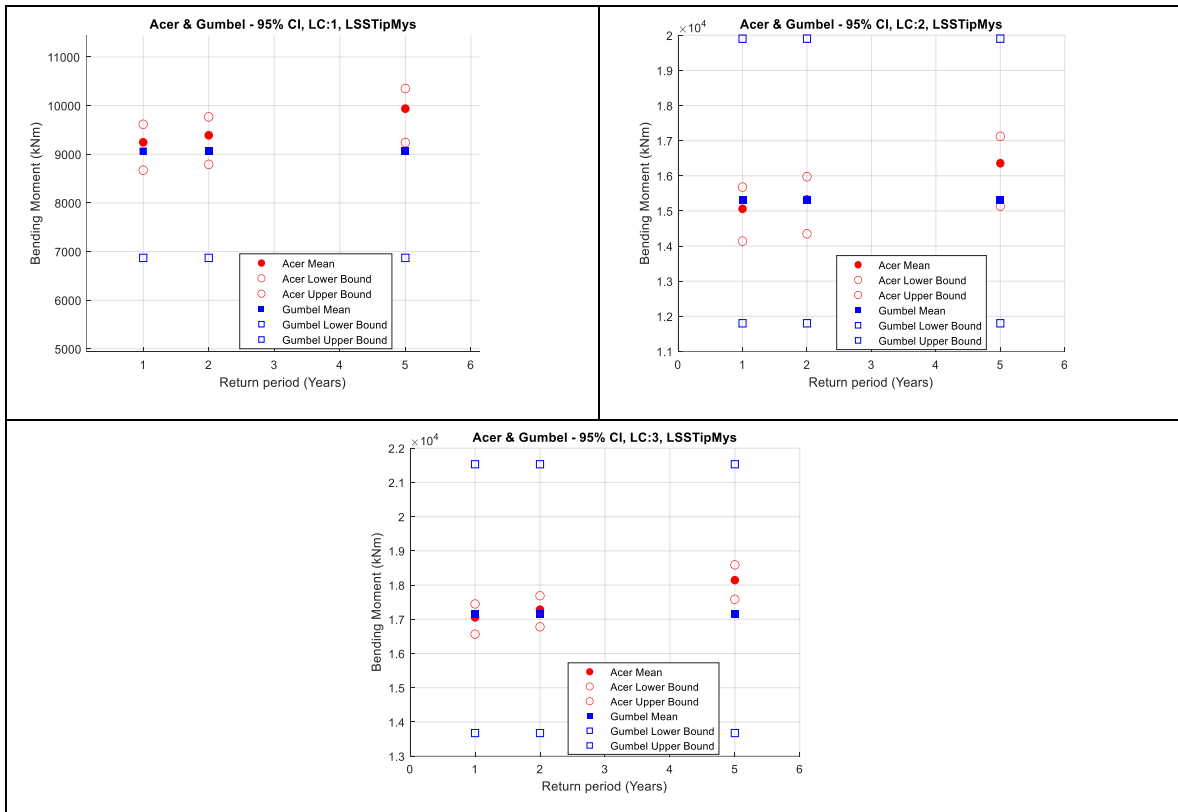 Acer & Gumbel - 95% CI, LC:1, LSSTipMys
11000
10000
9000
8000
7000
6000
5000
Bending Moment (kNm)
Acer Mean
Acer Lower Bound
Acer Upper Bound
Gumbel Mean
Gumbel Lower Bound
Gumbel Upper Bound
1 2 3 4 5 6
Return period (Years)
Acer & Gumbel - 95% CI, LC:2, LSSTipMys
×10⁴
2
1.9
1.8
1.7
1.6
1.5
1.4
1.3
1.2
1.1
Bending Moment (kNm)
Acer Mean
Acer Lower Bound
Acer Upper Bound
Gumbel Mean
Gumbel Lower Bound
Gumbel Upper Bound
0 1 2 3 4 5 6
Return period (Years)
Acer & Gumbel - 95% CI, LC:3, LSSTipMys
×10⁴
2.2
2.1
2
1.9
1.8
1.7
1.6
1.5
1.4
1.3
Bending Moment (kNm)
Acer Mean
Acer Lower Bound
Acer Upper Bound
Gumbel Mean
Gumbel Lower Bound
Gumbel Upper Bound
0 1 2 3 4 5 6
Return period (Years)